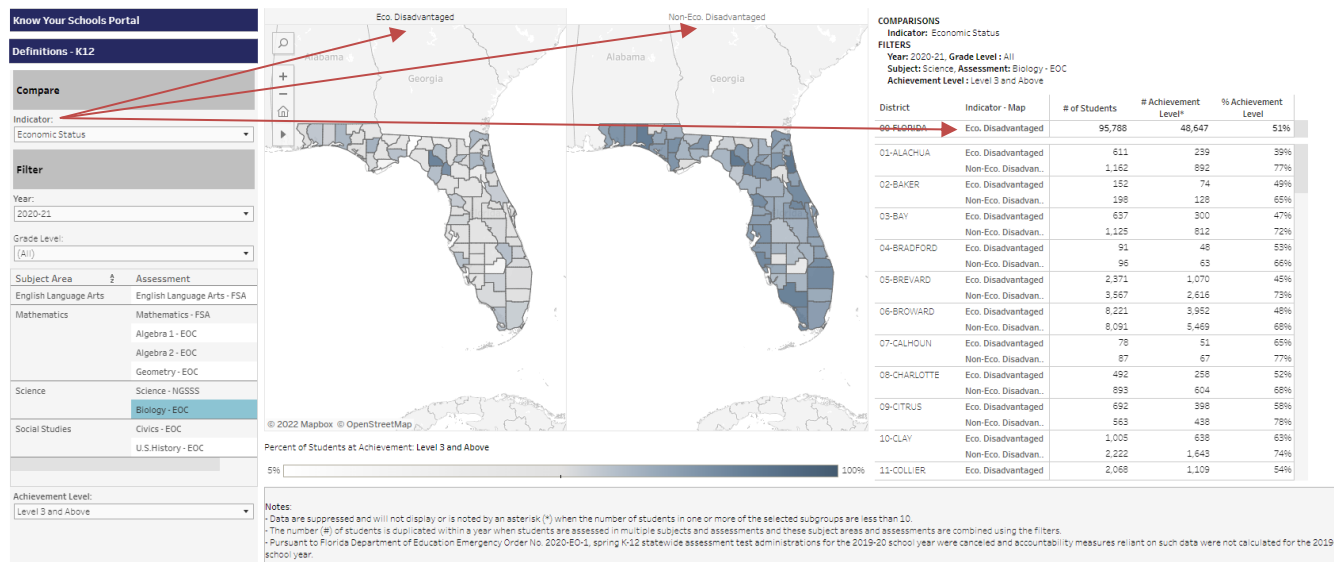 Know Your Schools Portal
Definitions - K12
Compare
Indicator:
Economic Status
Filter
Year:
2020-21
Grade Level:
(All)
Subject Area Assessment
English Language Arts English Language Arts - FSA
Mathematics Mathematics - FSA
Algebra 1 - EOC
Algebra 2 - EOC
Geometry - EOC
Science Science - NGSSS
Biology - EOC
Social Studies Civics - EOC
U.S.History - EOC
Achievement Level:
Level 3 and Above
Eco. Disadvantaged Non-Eco. Disadvantaged
Alabama Georgia
Alabama Georgia
© 2022 Mapbox © OpenStreetMap
Percent of Students at Achievement: Level 3 and Above
5% 100%
COMPARISONS
Indicator: Economic Status
FILTERS
Year: 2020-21, Grade Level : All
Subject: Science, Assessment: Biology - EOC
Achievement Level : Level 3 and Above
District Indicator - Map # of Students # Achievement Level* % Achievement Level
00-FLORIDA Eco. Disadvantaged 95,788 48,647 51%
01-ALACHUA Eco. Disadvantaged 611 239 39%
Non-Eco. Disadvan.. 1,162 892 77%
02-BAKER Eco. Disadvantaged 152 74 49%
Non-Eco. Disadvan.. 198 128 65%
03-BAY Eco. Disadvantaged 637 300 47%
Non-Eco. Disadvan.. 1,125 812 72%
04-BRADFORD Eco. Disadvantaged 91 48 53%
Non-Eco. Disadvan.. 96 63 66%
05-BREVARD Eco. Disadvantaged 2,371 1,070 45%
Non-Eco. Disadvan.. 3,567 2,616 73%
06-BROWARD Eco. Disadvantaged 8,221 3,952 48%
Non-Eco. Disadvan.. 8,091 5,469 68%
07-CALHOUN Eco. Disadvantaged 78 51 65%
Non-Eco. Disadvan.. 87 67 77%
08-CHARLOTTE Eco. Disadvantaged 492 258 52%
Non-Eco. Disadvan.. 893 604 68%
09-CITRUS Eco. Disadvantaged 692 398 58%
Non-Eco. Disadvan.. 563 438 78%
10-CLAY Eco. Disadvantaged 1,005 638 63%
Non-Eco. Disadvan.. 2,222 1,643 74%
11-COLLIER Eco. Disadvantaged 2,068 1,109 54%
Notes:
- Data are suppressed and will not display or is noted by an asterisk (*) when the number of students in one or more of the selected subgroups are less than 10.
- The number (#) of students is duplicated within a year when students are assessed in multiple subjects and assessments and these subject areas and assessments are combined using the filters.
- Pursuant to Florida Department of Education Emergency Order No. 2020-EO-1, spring K-12 statewide assessment test administrations for the 2019-20 school year were canceled and accountability measures reliant on such data were not calculated for the 2019
school year.